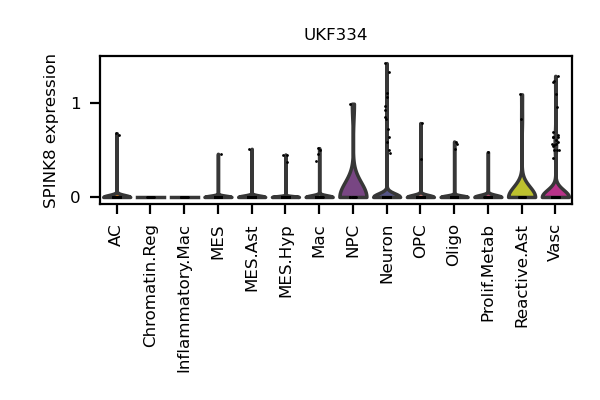 UKF334
SPINK8 expression
1
0
AC
Chromatin.Reg
Inflammatory.Mac
MES
MES.Ast
MES.Hyp
Mac
NPC
Neuron
OPC
Oligo
Prolif.Metab
Reactive.Ast
Vasc